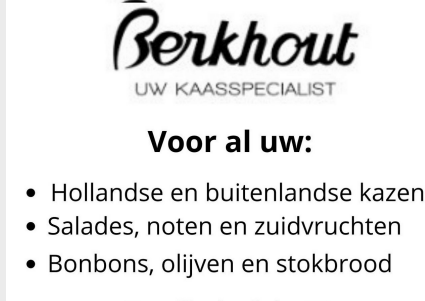 Berkhout
UW KAASSPECIALIST
Voor al uw:
• Hollandse en buitenlandse kazen
• Salades, noten en zuidvruchten
• Bonbons, olijven en stokbrood